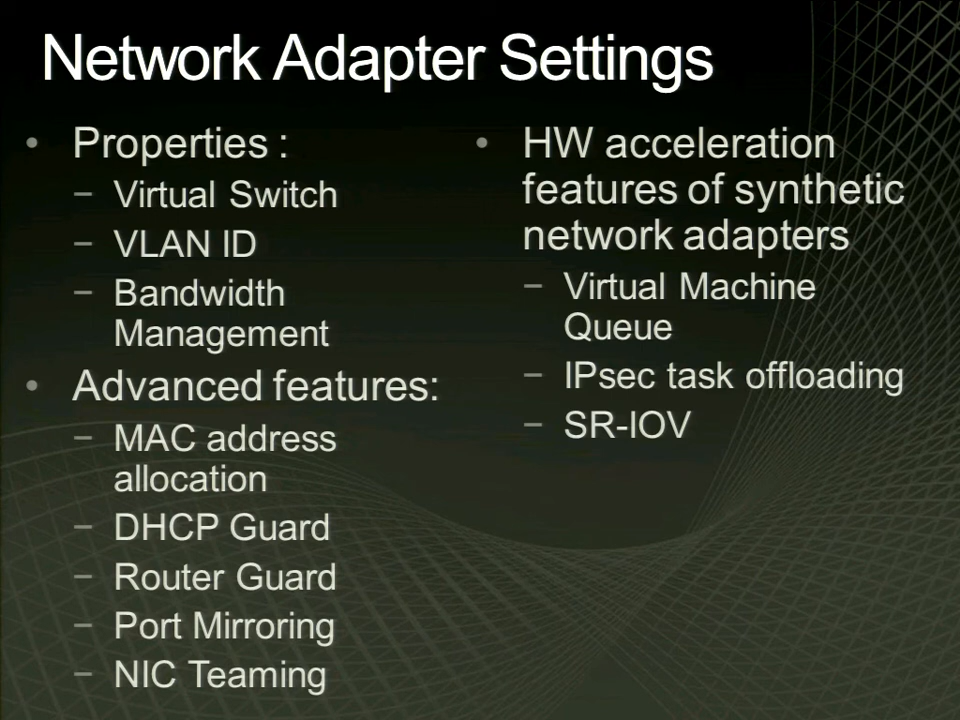 Network Adapter Settings
• Properties :
− Virtual Switch
− VLAN ID
− Bandwidth
Management
• Advanced features:
− MAC address
allocation
− DHCP Guard
− Router Guard
− Port Mirroring
− NIC Teaming
• HW acceleration
features of synthetic
network adapters
− Virtual Machine
Queue
− IPsec task offloading
− SR-IOV